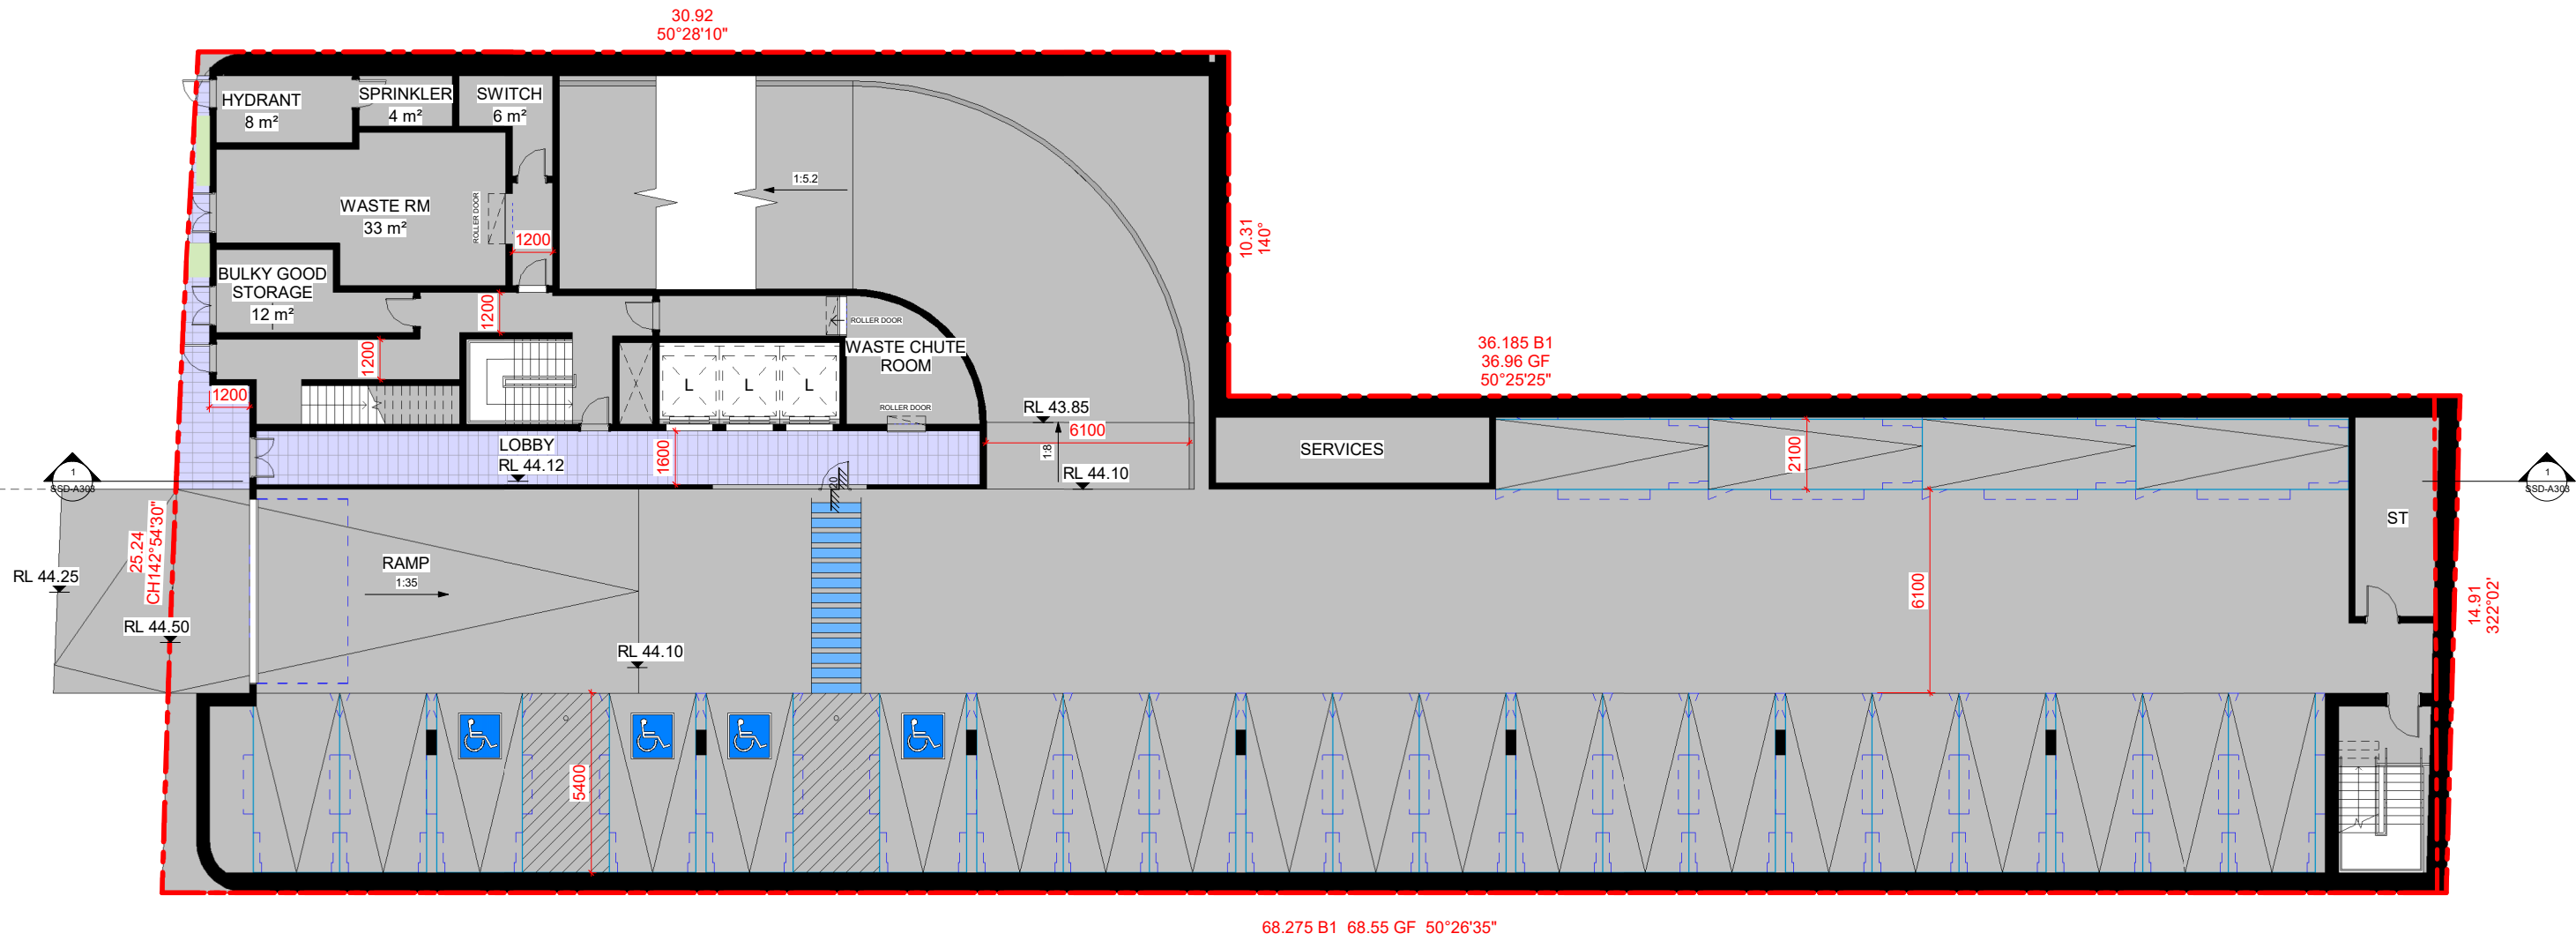 30.92
50°28'10"
HYDRANT
8 m²
SPRINKLER
4 m²
SWITCH
6 m²
1:5.2
WASTE RM
33 m²
ROLLER DOOR
1200
10.31
140°
BULKY GOOD
STORAGE
12 m²
1200
ROLLER DOOR
1200
WASTE CHUTE
ROOM
L
L
L
1200
ROLLER DOOR
RL 43.85
6100
1:8
RL 44.10
36.185 B1
36.96 GF
50°25'25"
LOBBY
RL 44.12
1600
SERVICES
2100
1
SSD-A303
1
SSD-A303
ST
25.24
CH142°54'30"
RL 44.25
RL 44.50
RAMP
1:35
RL 44.10
6100
14.91
322°02'
5400
68.275 B1 68.55 GF 50°26'35"